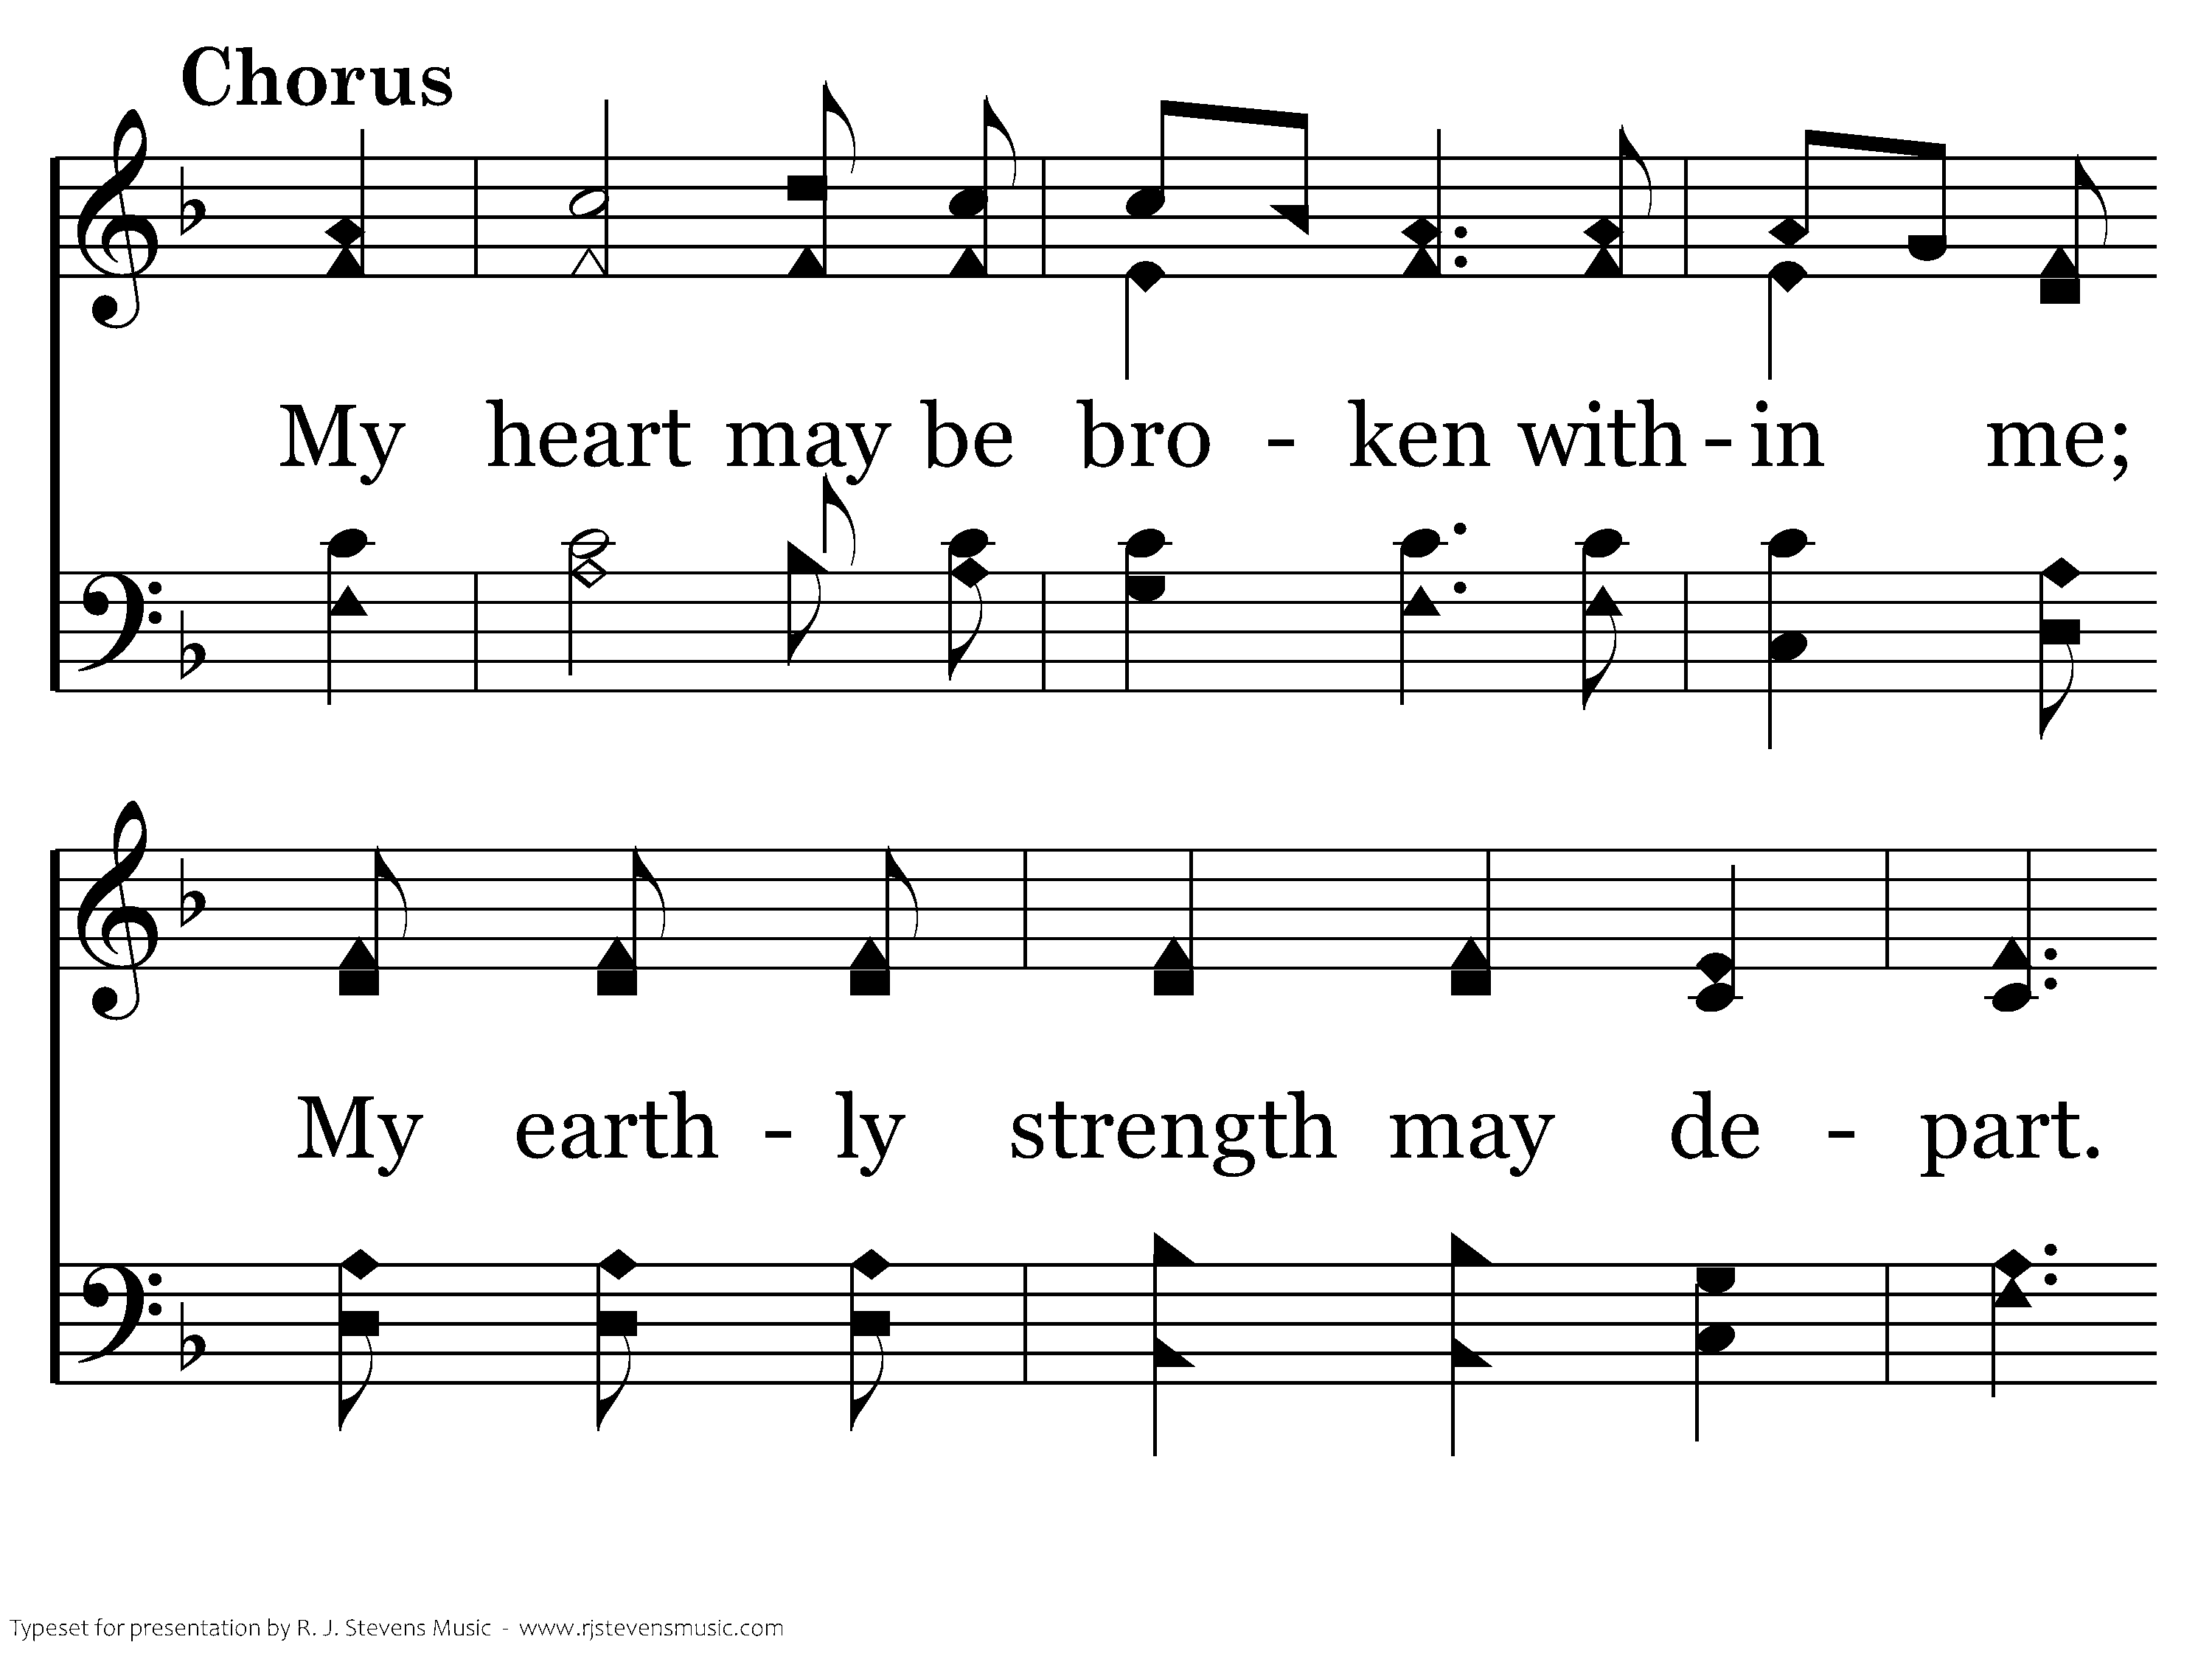 Chorus
My heart may be bro - ken with - in me;
My earth - ly strength may de - part.
Typeset for presentation by R. J. Stevens Music - www.rjstevensmusic.com